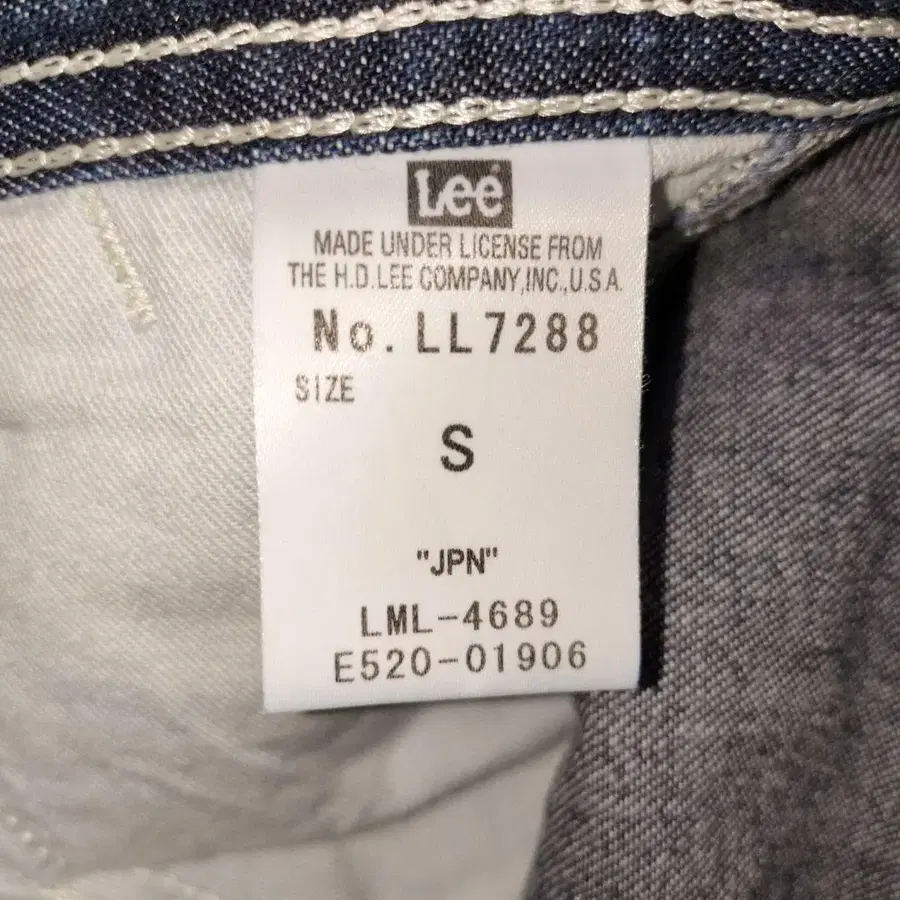 Lee
MADE UNDER LICENSE FROM
THE H.D.LEE COMPANY,INC.,U.S.A.
No. LL7288
SIZE
S
"JPN"
LML-4689
E520-01906